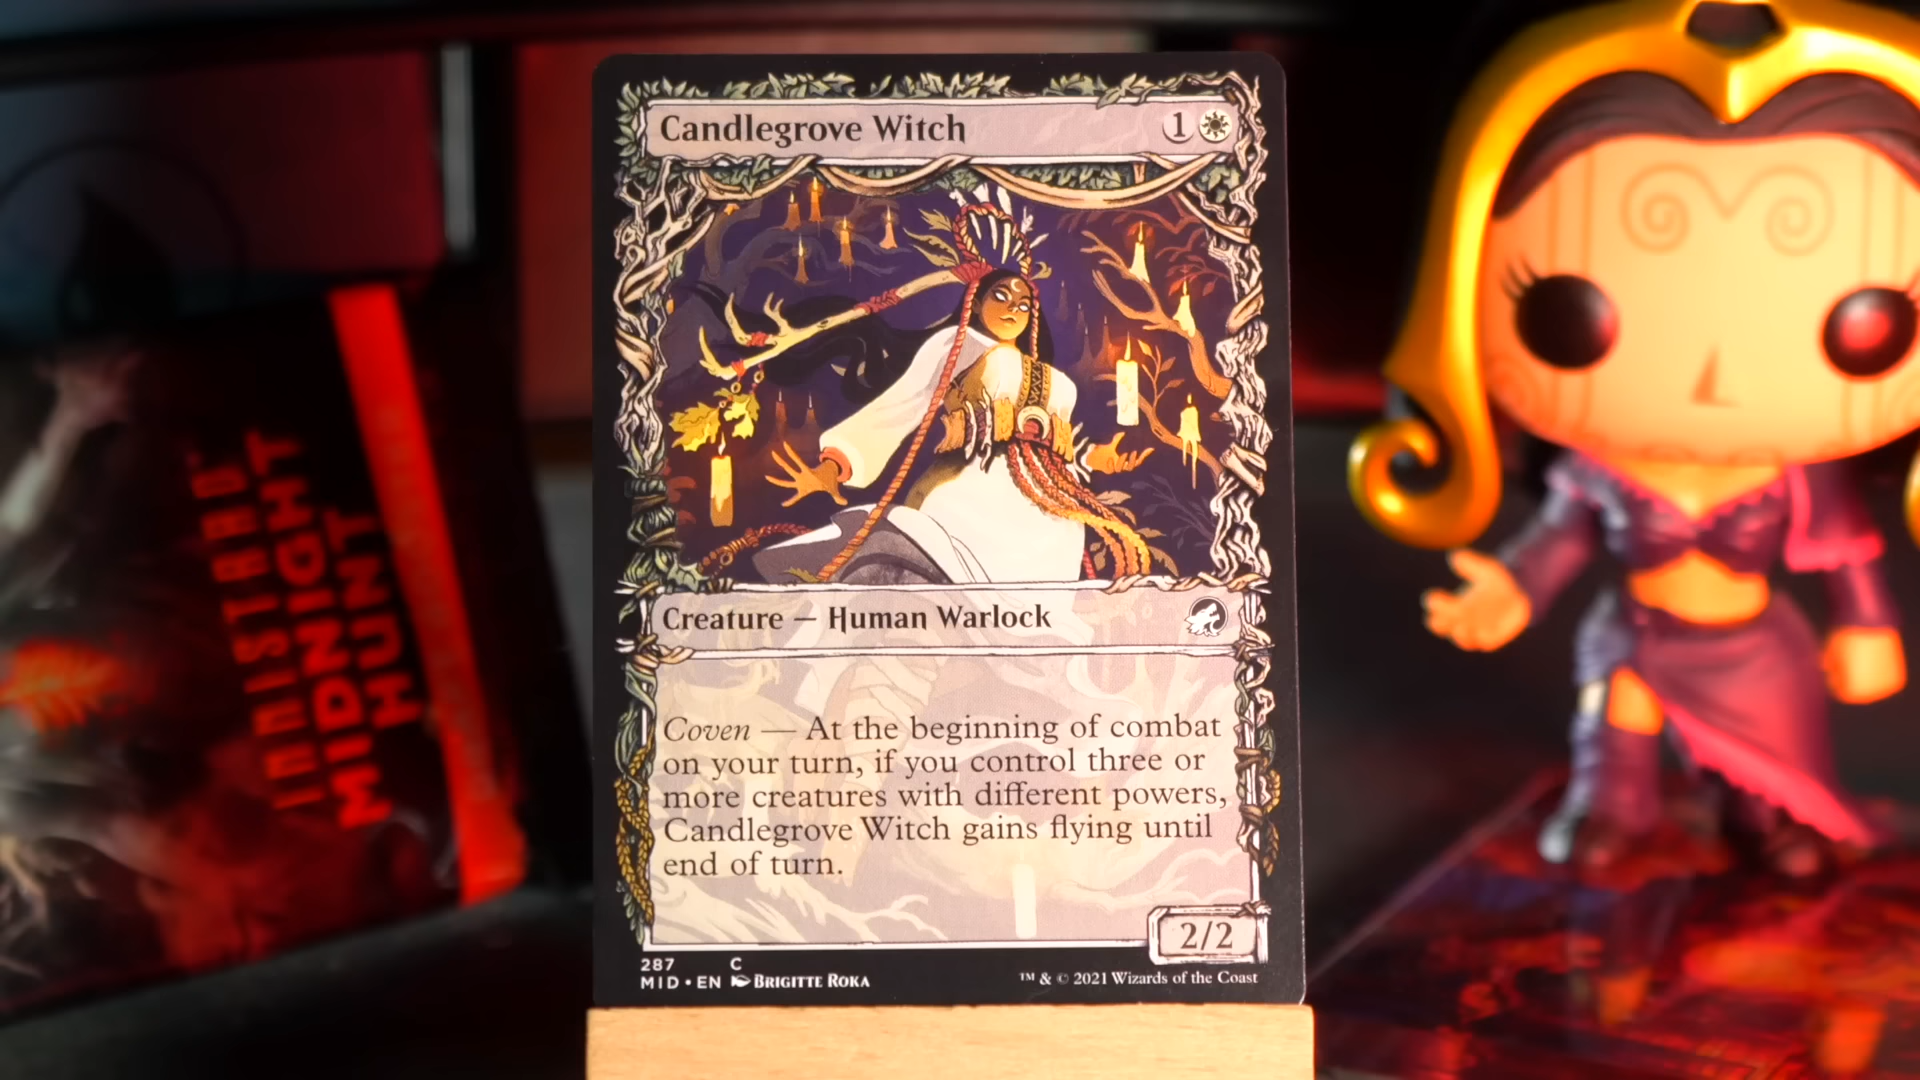 Candlegrove Witch 1
Creature — Human Warlock
Coven — At the beginning of combat
on your turn, if you control three or
more creatures with different powers,
Candlegrove Witch gains flying until
end of turn.
2/2
287 C
MID • EN BRIGITTE ROKA
™ & © 2021 Wizards of the Coast
INNISTRAD
MIDNIGHT
HUNT